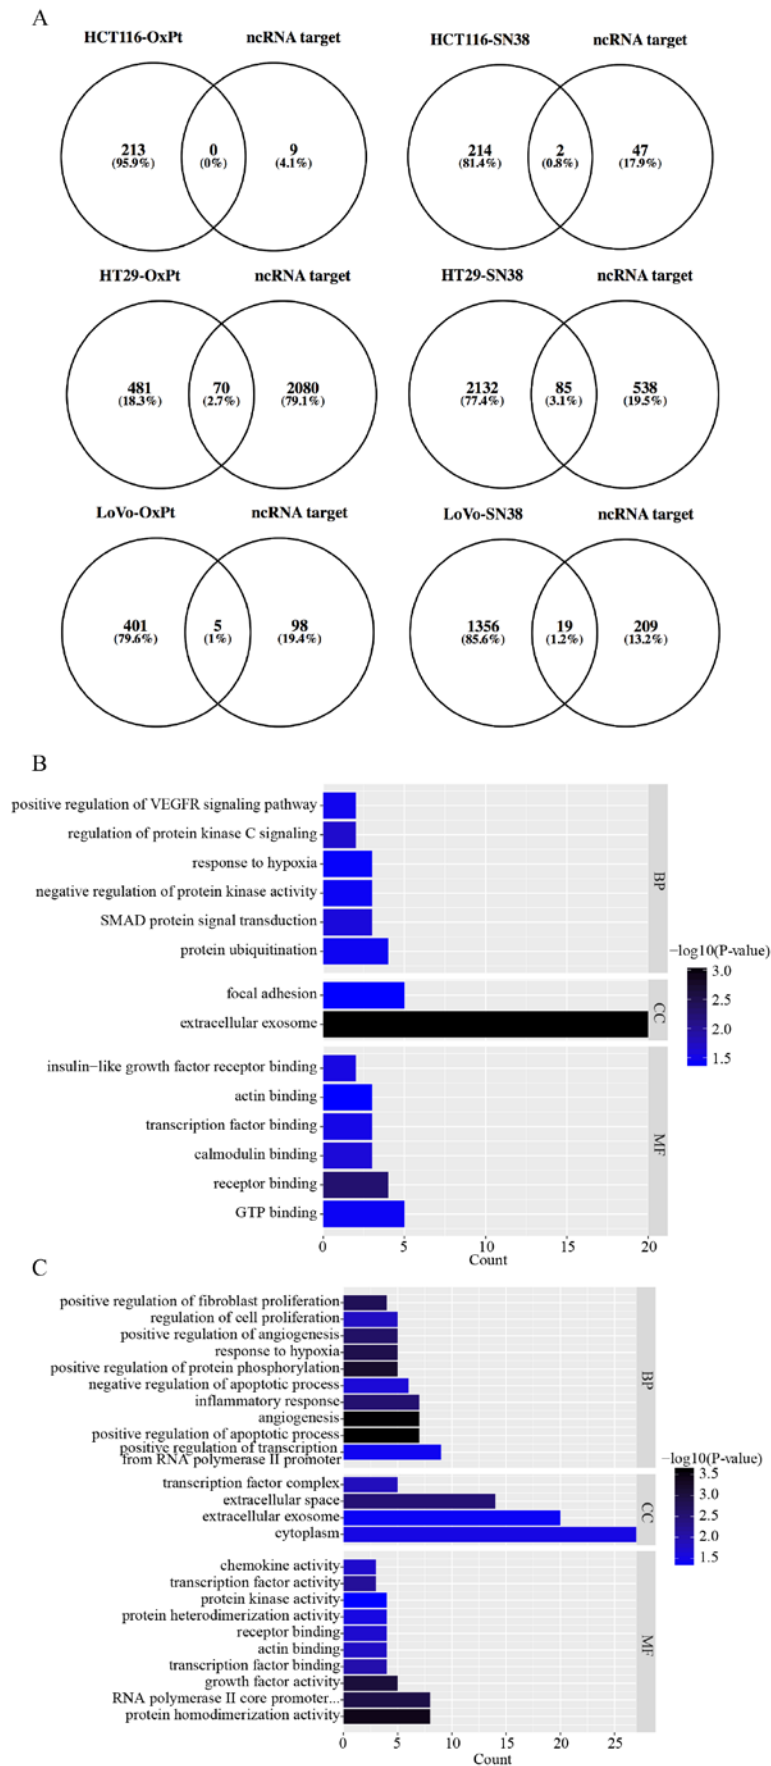 A
HCT116-OxPt ncRNA target HCT116-SN38 ncRNA target
213 0 9 214 2 47
(95.9%) (0%) (4.1%) (81.4%) (0.8%) (17.9%)
HT29-OxPt ncRNA target HT29-SN38 ncRNA target
481 70 2080 2132 85 538
(18.3%) (2.7%) (79.1%) (77.4%) (3.1%) (19.5%)
LoVo-OxPt ncRNA target LoVo-SN38 ncRNA target
401 5 98 1356 19 209
(79.6%) (1%) (19.4%) (85.6%) (1.2%) (13.2%)
B
positive regulation of VEGFR signaling pathway
regulation of protein kinase C signaling
response to hypoxia
negative regulation of protein kinase activity
SMAD protein signal transduction
protein ubiquitination
BP
focal adhesion
extracellular exosome
CC
insulin-like growth factor receptor binding
actin binding
transcription factor binding
calmodulin binding
receptor binding
GTP binding
MF
0 5 10 15 20
Count
−log10(P-value)
3.0
2.5
2.0
1.5
C
positive regulation of fibroblast proliferation
regulation of cell proliferation
positive regulation of angiogenesis
response to hypoxia
positive regulation of protein phosphorylation
negative regulation of apoptotic process
inflammatory response
angiogenesis
positive regulation of apoptotic process
positive regulation of transcription
from RNA polymerase II promoter
BP
transcription factor complex
extracellular space
extracellular exosome
cytoplasm
CC
chemokine activity
transcription factor activity
protein kinase activity
protein heterodimerization activity
receptor binding
actin binding
transcription factor binding
growth factor activity
RNA polymerase II core promoter...
protein homodimerization activity
MF
0 5 10 15 20 25
Count
−log10(P-value)
3.5
3.0
2.5
2.0
1.5